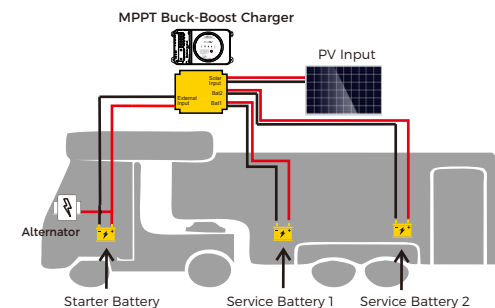 MPPT Buck-Boost Charger
PV Input
Solar
Input
External
Input
Bat2
Bat1
Alternator
Starter Battery
Service Battery 1
Service Battery 2